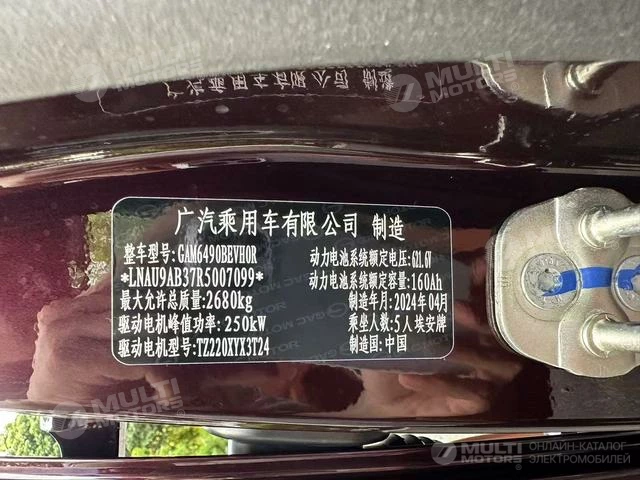 MULTI MOTORS
广汽乘用车有限公司 制造
整车型号: GAM6490BEVH0R
*LNAU9AB37R5007099*
最大允许总质量: 2680kg
驱动电机峰值功率: 250kW
驱动电机型号: TZ220XYX3T24
动力电池系统额定电压: 621.6V
动力电池系统额定容量: 160Ah
制造年月: 2024年04月
乘坐人数: 5人 埃安牌
制造国: 中国
MULTI MOTORS
MULTI MOTORS
ОНЛАЙН-КАТАЛОГ
ЭЛЕКТРОМОБИЛЕЙ